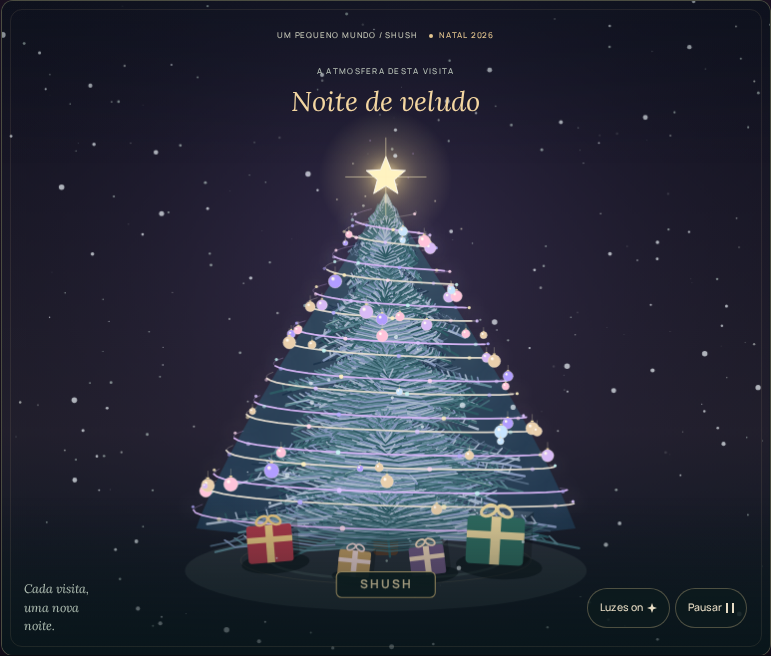 UM PEQUENO MUNDO / SHUSH NATAL 2026
A ATMOSFERA DESTA VISITA
Noite de veludo
SHUSH
Cada visita,
uma nova
noite.
Luzes on
Pausar